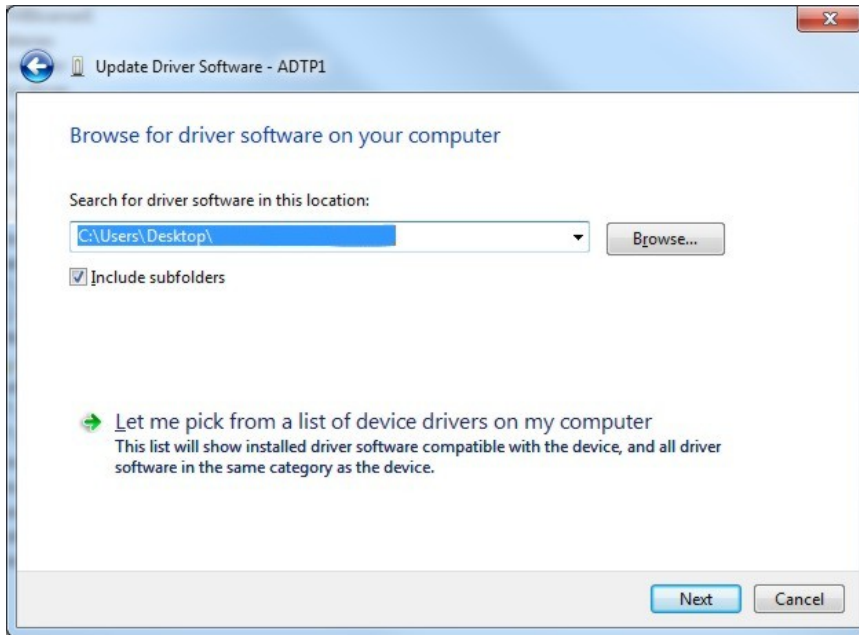 Update Driver Software - ADTP1
Browse for driver software on your computer
Search for driver software in this location:
C:\Users\Desktop\
Browse...
Include subfolders
Let me pick from a list of device drivers on my computer
This list will show installed driver software compatible with the device, and all driver
software in the same category as the device.
Next
Cancel